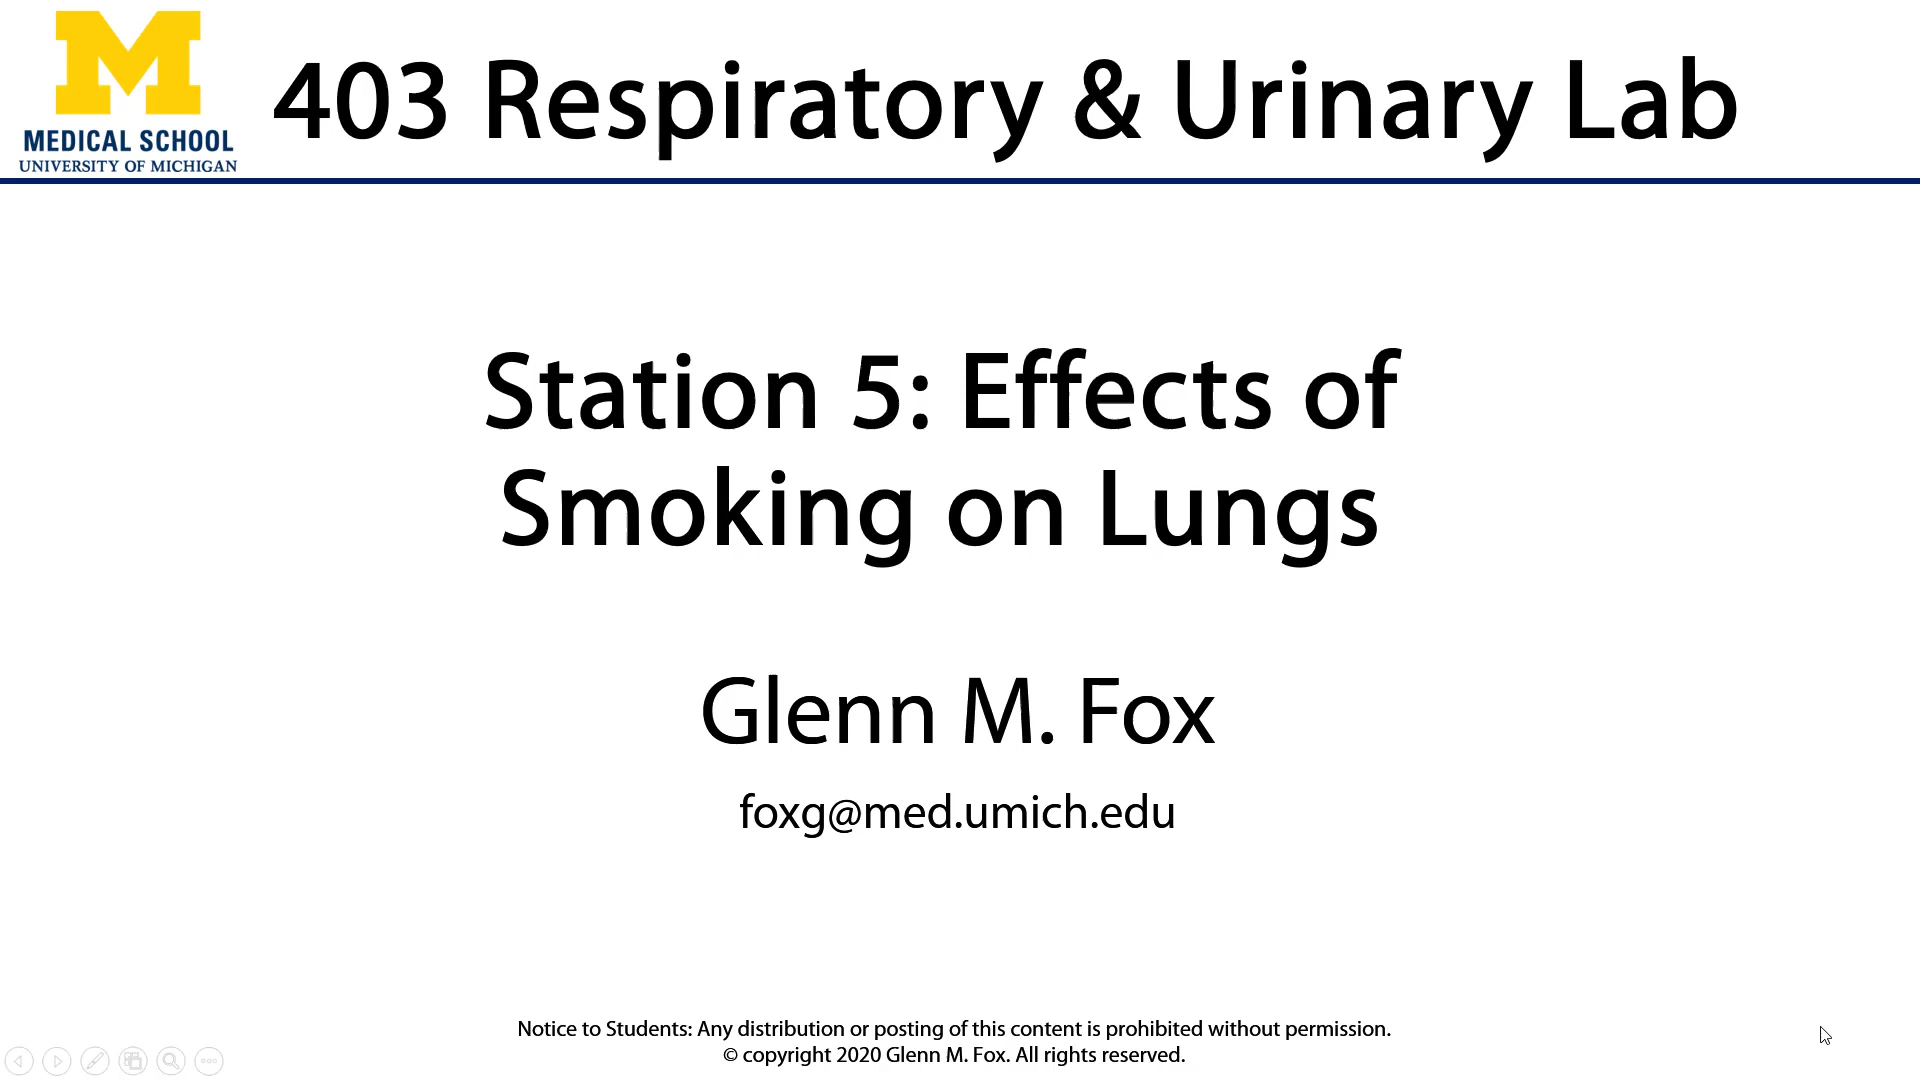 M
MEDICAL SCHOOL
UNIVERSITY OF MICHIGAN
403 Respiratory & Urinary Lab
Station 5: Effects of
Smoking on Lungs
Glenn M. Fox
foxg@med.umich.edu
Notice to Students: Any distribution or posting of this content is prohibited without permission.
© copyright 2020 Glenn M. Fox. All rights reserved.